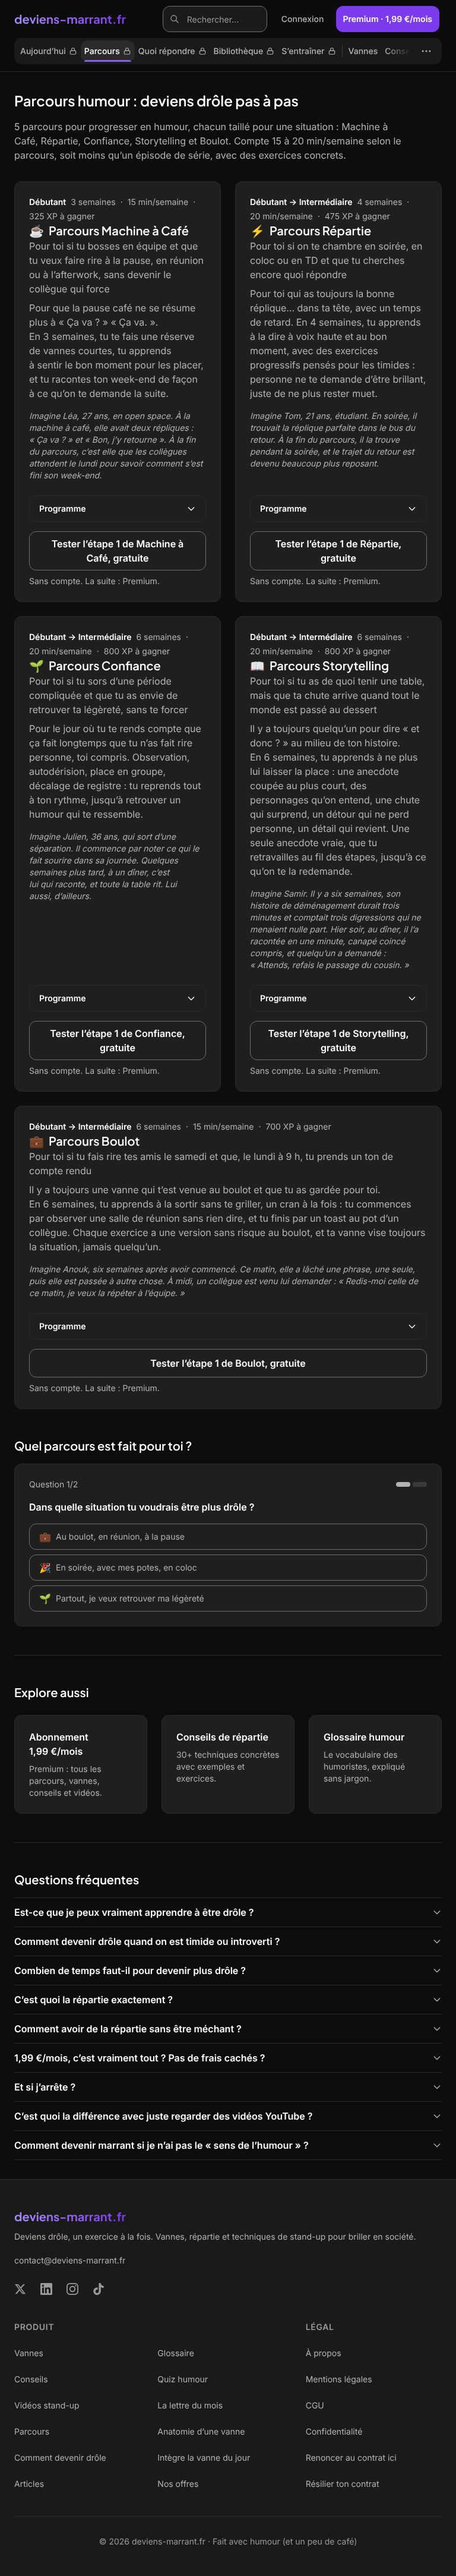 deviens-marrant.fr
Rechercher...
Connexion
Premium · 1,99 €/mois
Aujourd’hui
Parcours
Quoi répondre
Bibliothèque
S’entraîner
Vannes
Parcours humour : deviens drôle pas à pas
5 parcours pour progresser en humour, chacun taillé pour une situation : Machine à
Café, Répartie, Confiance, Storytelling et Boulot. Compte 15 à 20 min/semaine selon le
parcours, soit moins qu’un épisode de série, avec des exercices concrets.
Débutant 3 semaines · 15 min/semaine ·
325 XP à gagner
☕ Parcours Machine à Café
Pour toi si tu bosses en équipe et que
tu veux faire rire à la pause, en réunion
ou à l’afterwork, sans devenir le
collègue qui force
Pour que la pause café ne se résume
plus à « Ça va ? » « Ça va. ».
En 3 semaines, tu te fais une réserve
de vannes courtes, tu apprends
à sentir le bon moment pour les placer,
et tu racontes ton week-end de façon
à ce qu’on te demande la suite.
Imagine Léa, 27 ans, en open space. À la
machine à café, elle avait deux répliques :
« Ça va ? » et « Bon, j’y retourne ». À la fin
du parcours, c’est elle que les collègues
attendent le lundi pour savoir comment s’est
fini son week-end.
Programme
Tester l’étape 1 de Machine à
Café, gratuite
Sans compte. La suite : Premium.
Débutant → Intermédiaire 4 semaines ·
20 min/semaine · 475 XP à gagner
⚡ Parcours Répartie
Pour toi si on te chambre en soirée, en
coloc ou en TD et que tu cherches
encore quoi répondre
Pour toi qui as toujours la bonne
réplique... dans ta tête, avec un temps
de retard. En 4 semaines, tu apprends
à la dire à voix haute et au bon
moment, avec des exercices
progressifs pensés pour les timides :
personne ne te demande d’être brillant,
juste de ne plus rester muet.
Imagine Tom, 21 ans, étudiant. En soirée, il
trouvait la réplique parfaite dans le bus du
retour. À la fin du parcours, il la trouve
pendant la soirée, et le trajet du retour est
devenu beaucoup plus reposant.
Programme
Tester l’étape 1 de Répartie,
gratuite
Sans compte. La suite : Premium.
Débutant → Intermédiaire 6 semaines ·
20 min/semaine · 800 XP à gagner
🌱 Parcours Confiance
Pour toi si tu sors d’une période
compliquée et que tu as envie de
retrouver ta légèreté, sans te forcer
Pour le jour où tu te rends compte que
ça fait longtemps que tu n’as fait rire
personne, toi compris. Observation,
autodérision, place en groupe,
décalage de registre : tu reprends tout
à ton rythme, jusqu’à retrouver un
humour qui te ressemble.
Imagine Julien, 36 ans, qui sort d’une
séparation. Il commence par noter ce qui le
fait sourire dans sa journée. Quelques
semaines plus tard, à un dîner, c’est
lui qui raconte, et toute la table rit. Lui
aussi, d’ailleurs.
Programme
Tester l’étape 1 de Confiance,
gratuite
Sans compte. La suite : Premium.
Débutant → Intermédiaire 6 semaines ·
20 min/semaine · 800 XP à gagner
📖 Parcours Storytelling
Pour toi si tu as de quoi tenir une table,
mais que ta chute arrive quand tout le
monde est passé au dessert
Il y a toujours quelqu’un pour dire « et
donc ? » au milieu de ton histoire.
En 6 semaines, tu apprends à ne plus
lui laisser la place : une anecdote
coupée au plus court, des
personnages qu’on entend, une chute
qui surprend, un détour qui ne perd
personne, un détail qui revient. Une
seule anecdote vraie, que tu
retravailles au fil des étapes, jusqu’à ce
qu’on te la redemande.
Imagine Samir. Il y a six semaines, son
histoire de déménagement durait trois
minutes et comptait trois digressions qui ne
menaient nulle part. Hier soir, au dîner, il l’a
racontée en une minute, canapé coincé
compris, et quelqu’un a demandé :
« Attends, refais le passage du cousin. »
Programme
Tester l’étape 1 de Storytelling,
gratuite
Sans compte. La suite : Premium.
Débutant → Intermédiaire 6 semaines · 15 min/semaine · 700 XP à gagner
💼 Parcours Boulot
Pour toi si tu fais rire tes amis le samedi et que, le lundi à 9 h, tu prends un ton de
compte rendu
Il y a toujours une vanne qui t’est venue au boulot et que tu as gardée pour toi.
En 6 semaines, tu apprends à la sortir sans te griller, un cran à la fois : tu commences
par observer une salle de réunion sans rien dire, et tu finis par un toast au pot d’un
collègue. Chaque exercice a une version sans risque au boulot, et ta vanne vise toujours
la situation, jamais quelqu’un.
Imagine Anouk, six semaines après avoir commencé. Ce matin, elle a lâché une phrase, une seule,
puis elle est passée à autre chose. À midi, un collègue est venu lui demander : « Redis-moi celle de
ce matin, je veux la répéter à l’équipe. »
Programme
Tester l’étape 1 de Boulot, gratuite
Sans compte. La suite : Premium.
Quel parcours est fait pour toi ?
Question 1/2
Dans quelle situation tu voudrais être plus drôle ?
💼 Au boulot, en réunion, à la pause
🎉 En soirée, avec mes potes, en coloc
🌱 Partout, je veux retrouver ma légèreté
Explore aussi
Abonnement
1,99 €/mois
Premium : tous les
parcours, vannes,
conseils et vidéos.
Conseils de répartie
30+ techniques concrètes
avec exemples et
exercices.
Glossaire humour
Le vocabulaire des
humoristes, expliqué
sans jargon.
Questions fréquentes
Est-ce que je peux vraiment apprendre à être drôle ?
Comment devenir drôle quand on est timide ou introverti ?
Combien de temps faut-il pour devenir plus drôle ?
C’est quoi la répartie exactement ?
Comment avoir de la répartie sans être méchant ?
1,99 €/mois, c’est vraiment tout ? Pas de frais cachés ?
Et si j’arrête ?
C’est quoi la différence avec juste regarder des vidéos YouTube ?
Comment devenir marrant si je n’ai pas le « sens de l’humour » ?
deviens-marrant.fr
Deviens drôle, un exercice à la fois. Vannes, répartie et techniques de stand-up pour briller en société.
contact@deviens-marrant.fr
PRODUIT
Vannes
Conseils
Vidéos stand-up
Parcours
Comment devenir drôle
Articles
Glossaire
Quiz humour
La lettre du mois
Anatomie d’une vanne
Intègre la vanne du jour
Nos offres
LÉGAL
À propos
Mentions légales
CGU
Confidentialité
Renoncer au contrat ici
Résilier ton contrat
© 2026 deviens-marrant.fr · Fait avec humour (et un peu de café)